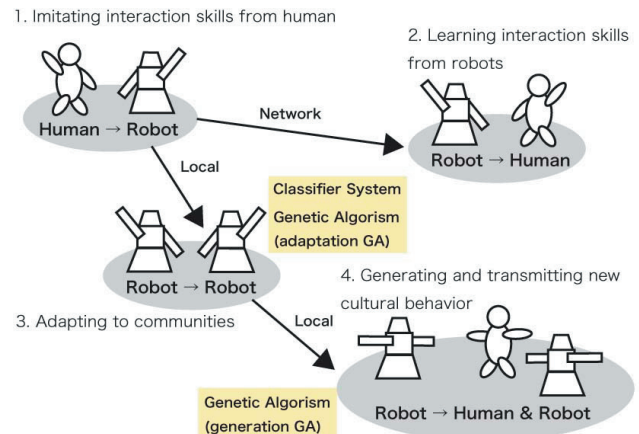 1. Imitating interaction skills from human
Human → Robot
2. Learning interaction skills
from robots
Network
Robot → Human
Local
Classifier System
Genetic Algorism
(adaptation GA)
Robot → Robot
3. Adapting to communities
Local
4. Generating and transmitting new
cultural behavior
Genetic Algorism
(generation GA)
Robot → Human & Robot